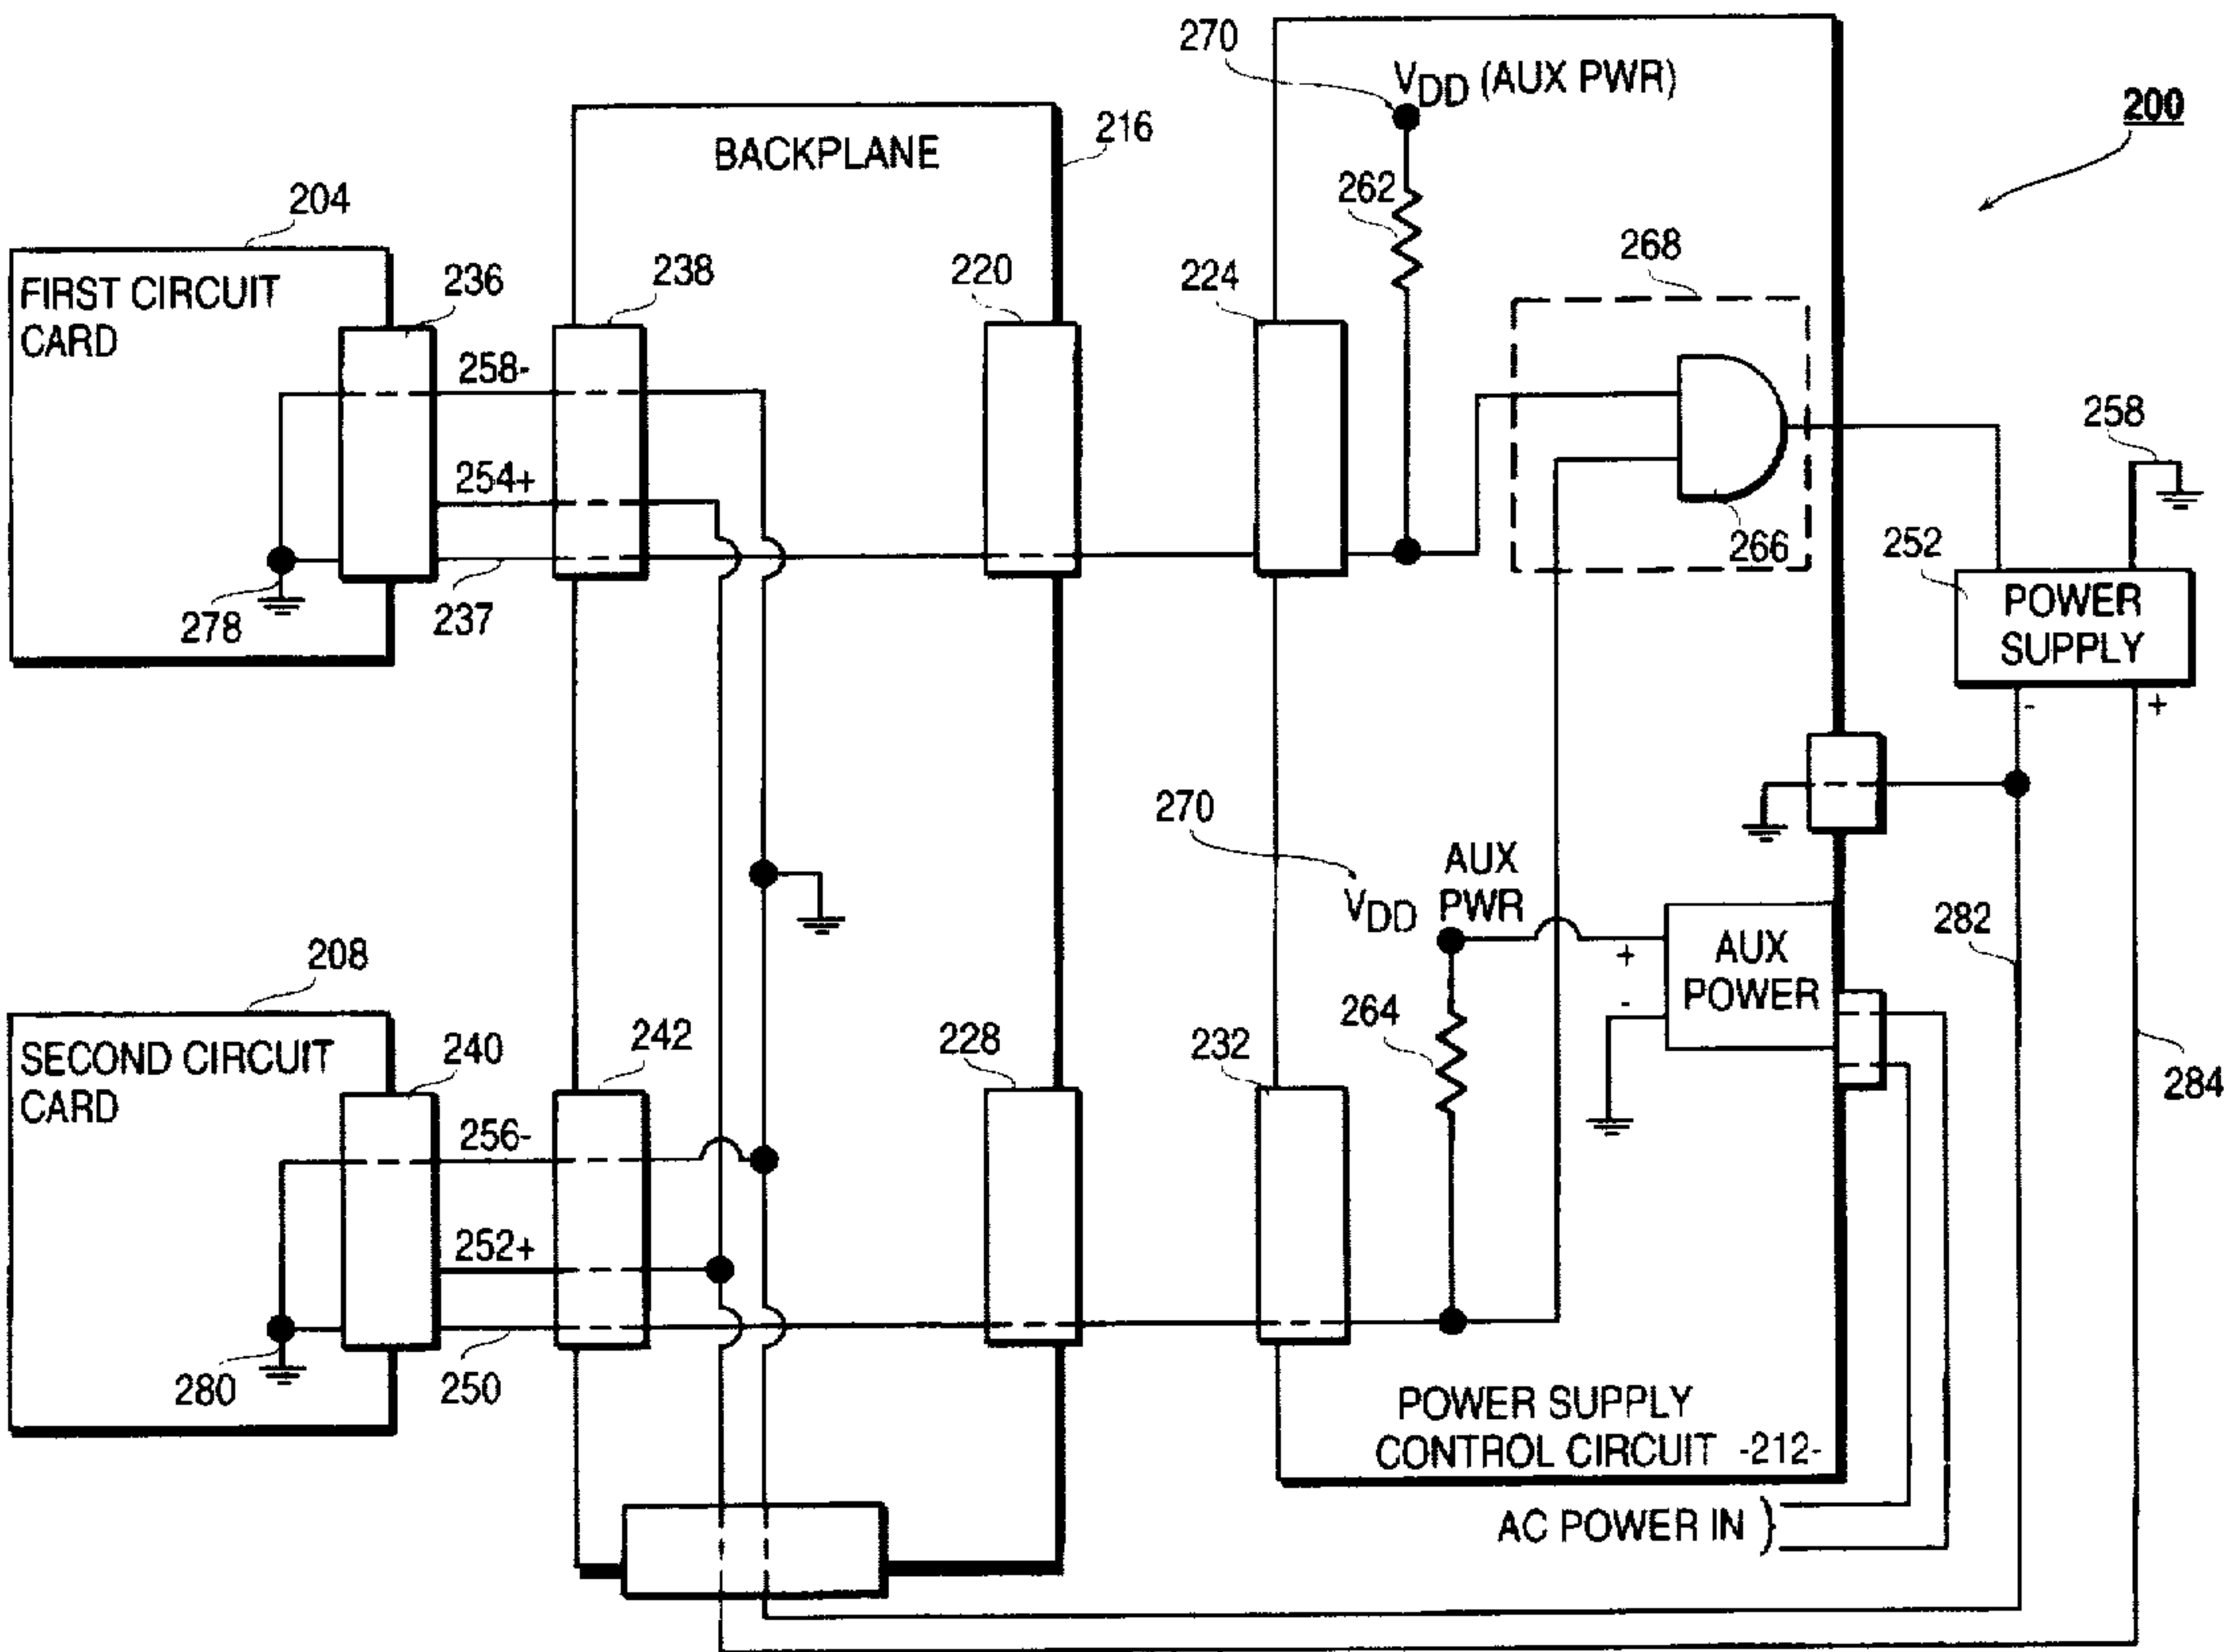 270
V_DD (AUX PWR)
200
BACKPLANE
216
262
204
268
FIRST CIRCUIT
CARD
236
238
220
224
258-
258
254+
252
266
POWER
SUPPLY
278
237
-
+
270
AUX
V_DD PWR
208
282
+
AUX
POWER
-
264
SECOND CIRCUIT
CARD
240
242
228
232
284
256-
252+
280
250
POWER SUPPLY
CONTROL CIRCUIT -212-
AC POWER IN }